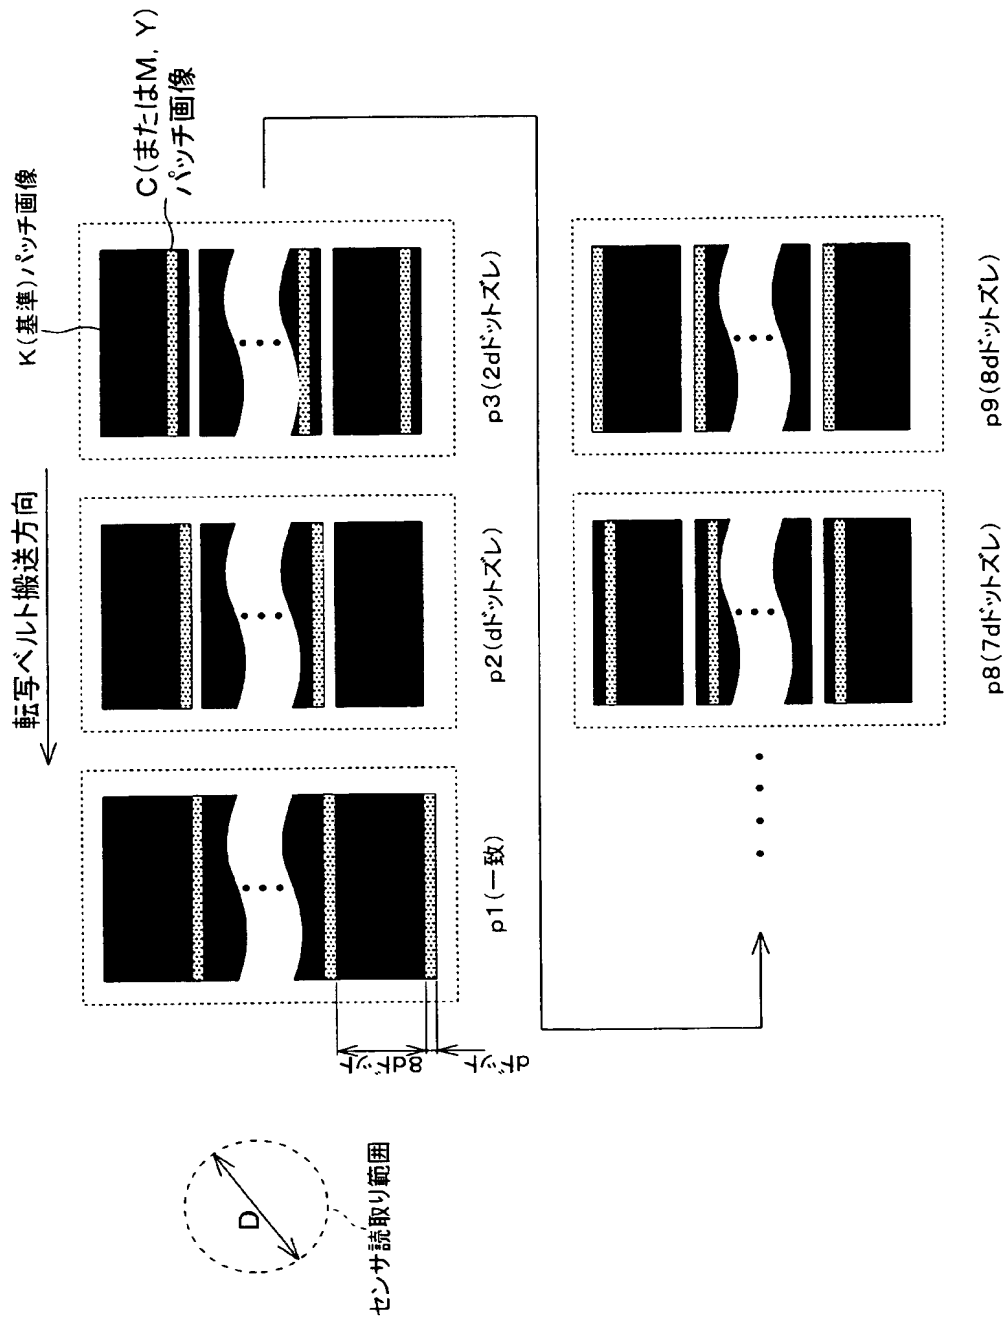 K(基準)パッチ画像
C(またはM, Y)
パッチ画像
転写ベルト搬送方向
p1(一致)
p2(dドットズレ)
p3(2dドットズレ)
8dドット
dドット
D
センサ読取り範囲
p8(7dドットズレ)
p9(8dドットズレ)